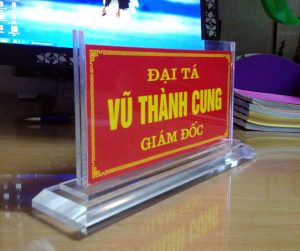 ĐẠI TÁ
VŨ THÀNH CUNG
GIÁM ĐỐC